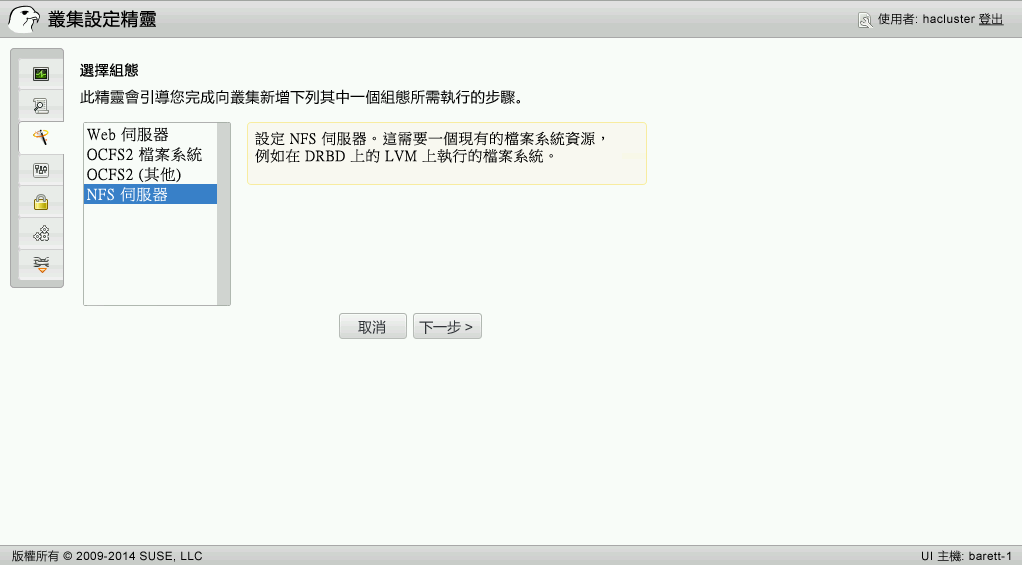 叢集設定精靈
使用者: hacluster 登出
選擇組態
此精靈會引導您完成向叢集新增下列其中一個組態所需執行的步驟。
Web 伺服器
OCFS2 檔案系統
OCFS2 (其他)
NFS 伺服器
設定 NFS 伺服器。這需要一個現有的檔案系統資源，
例如在 DRBD 上的 LVM 上執行的檔案系統。
取消
下一步 >
版權所有 © 2009-2014 SUSE, LLC
UI 主機: barett-1